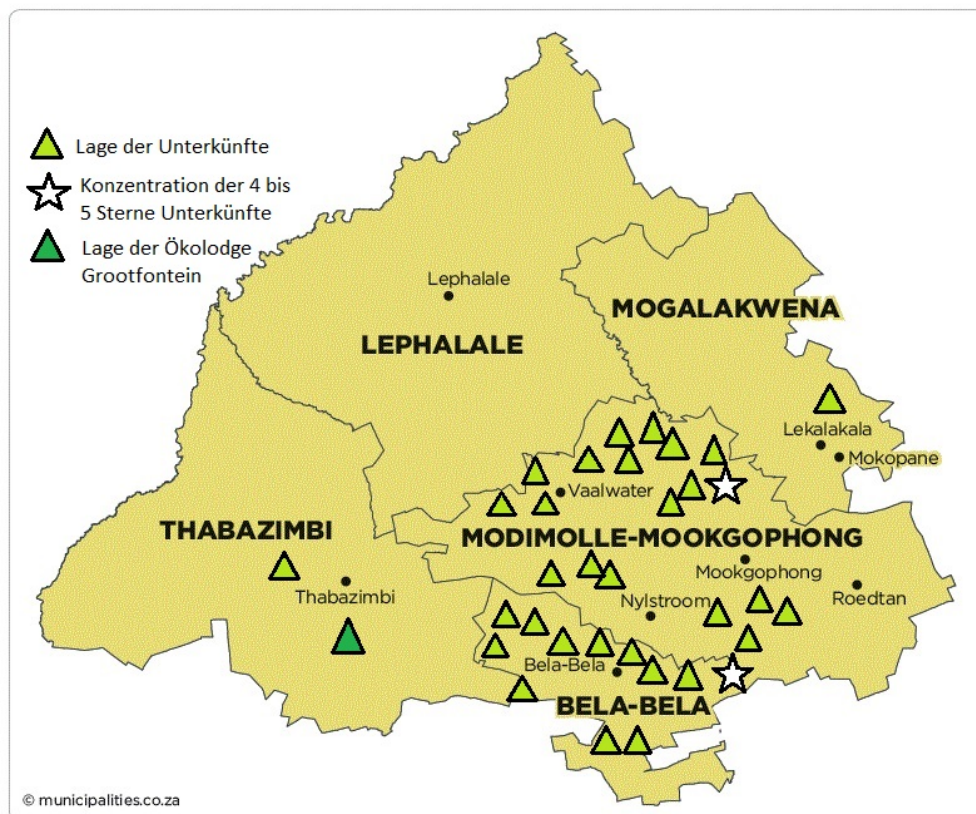 Lage der Unterkünfte
Konzentration der 4 bis
5 Sterne Unterkünfte
Lage der Ökolodge
Grootfontein
Lephalale
LEPHALALE
MOGALAKWENA
Lekalakala
Mokopane
Vaalwater
THABAZIMBI
MODIMOLLE-MOOKGOPHONG
Mookgophong
Thabazimbi
Nylstroom
Roedtan
Bela-Bela
BELA-BELA
© municipalities.co.za